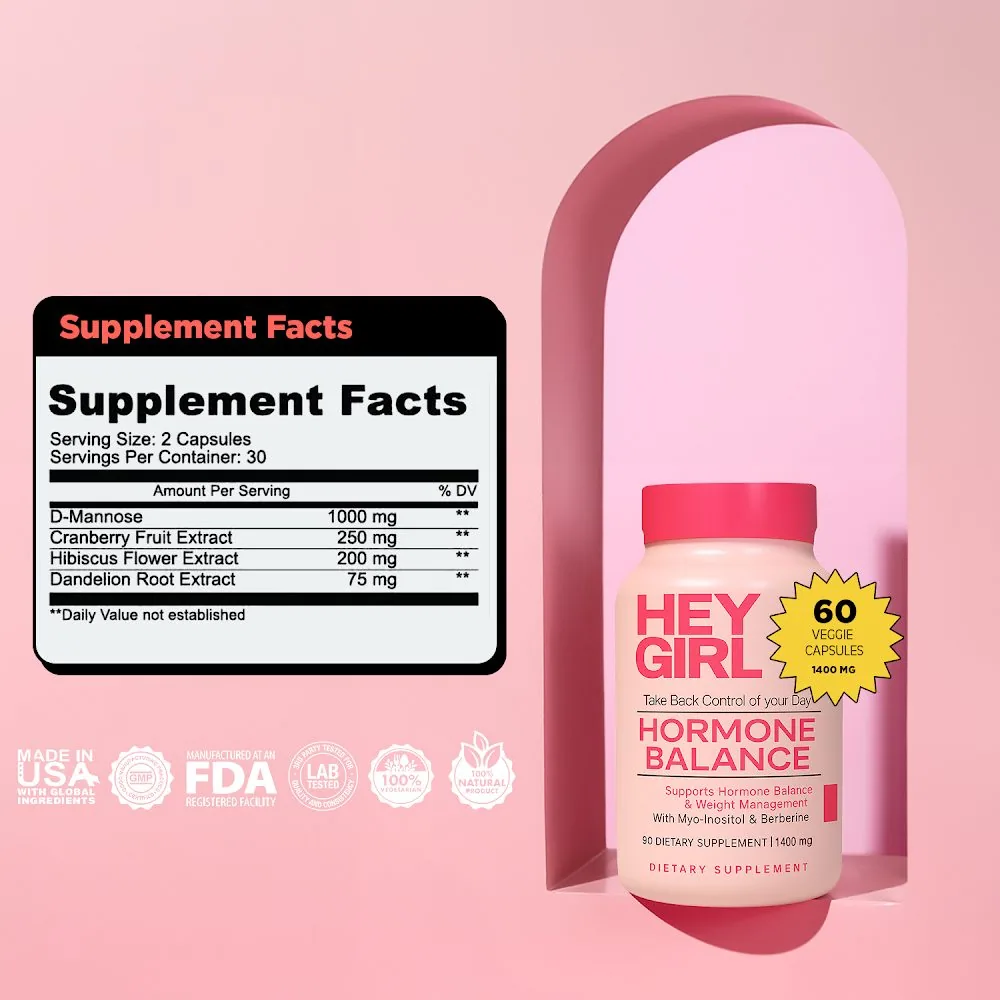 Supplement Facts
Supplement Facts
Serving Size: 2 Capsules
Servings Per Container: 30
Amount Per Serving % DV
D-Mannose 1000 mg **
Cranberry Fruit Extract 250 mg **
Hibiscus Flower Extract 200 mg **
Dandelion Root Extract 75 mg **
**Daily Value not established
MADE IN
USA
WITH GLOBAL
INGREDIENTS
GMP
MANUFACTURED AT AN
FDA
REGISTERED FACILITY
LAB
TESTED
100%
VEGETARIAN
100%
NATURAL
PRODUCT
HEY
GIRL
Take Back Control of your Day
HORMONE
BALANCE
Supports Hormone Balance
& Weight Management
With Myo-Inositol & Berberine
90 DIETARY SUPPLEMENT | 1400 mg
DIETARY SUPPLEMENT
60
VEGGIE
CAPSULES
1400 MG